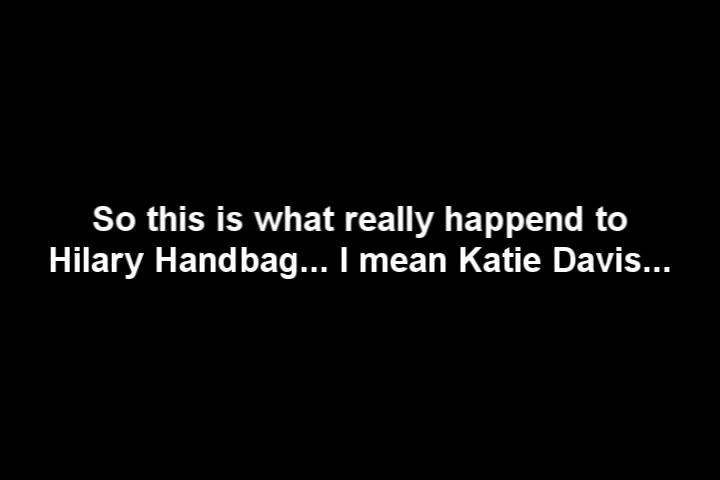 So this is what really happend to
Hilary Handbag... I mean Katie Davis...